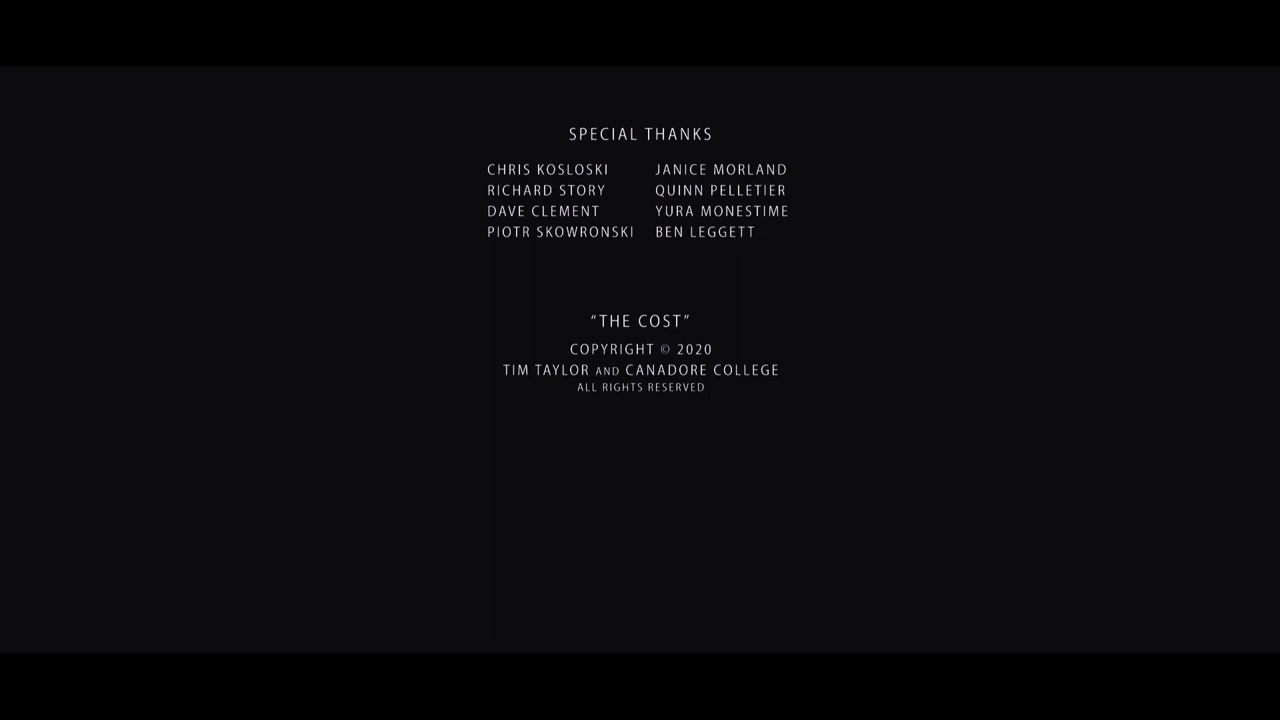 SPECIAL THANKS
CHRIS KOSLOSKI JANICE MORLAND
RICHARD STORY QUINN PELLETIER
DAVE CLEMENT YURA MONESTIME
PIOTR SKOWRONSKI BEN LEGGETT
“THE COST”
COPYRIGHT © 2020
TIM TAYLOR AND CANADORE COLLEGE
ALL RIGHTS RESERVED